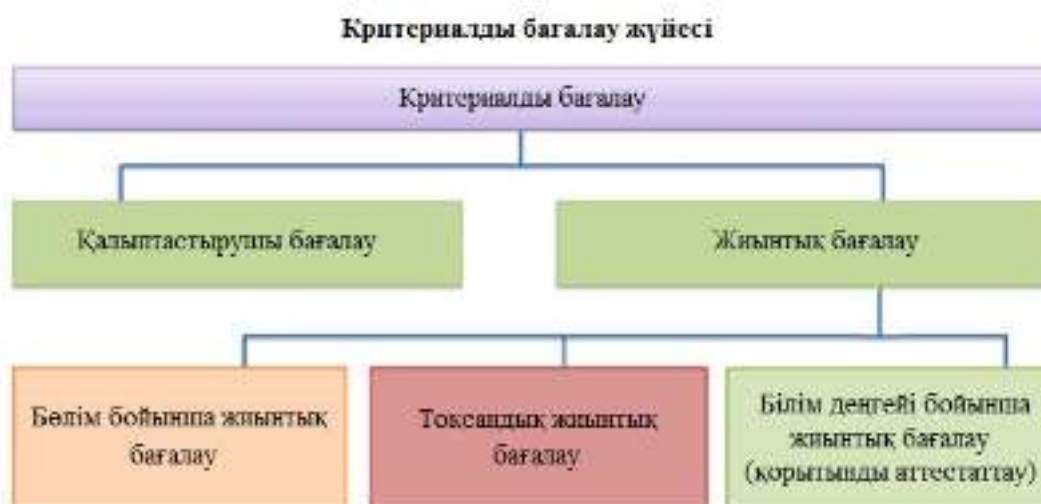 Критериалды бағалау жүйесі
Критериалды бағалау
Қалыптастырушы бағалау
Жиынтық бағалау
Бөлім бойынша жиынтық
бағалау
Тоқсандық жиынтық
бағалау
Білім деңгейі бойынша
жиынтық бағалау
(қорытынды аттестаттау)